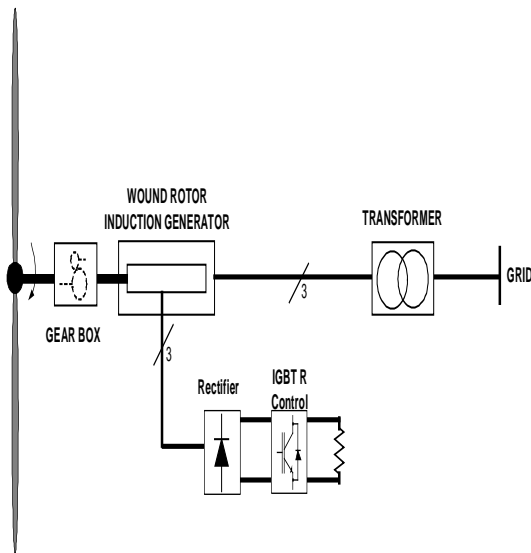 WOUND ROTOR
INDUCTION GENERATOR
TRANSFORMER
GRID
3
GEAR BOX
3
Rectifier
IGBT R
Control